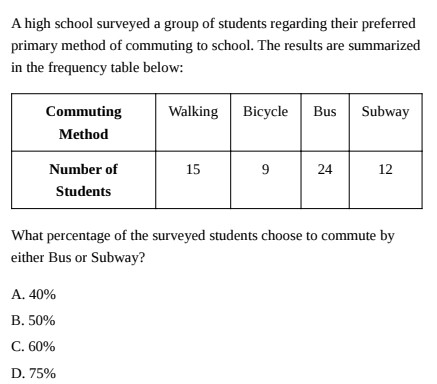 A high school surveyed a group of students regarding their preferred
primary method of commuting to school. The results are summarized
in the frequency table below:
Commuting Method Walking Bicycle Bus Subway
Number of Students 15 9 24 12
What percentage of the surveyed students choose to commute by
either Bus or Subway?
A. 40%
B. 50%
C. 60%
D. 75%